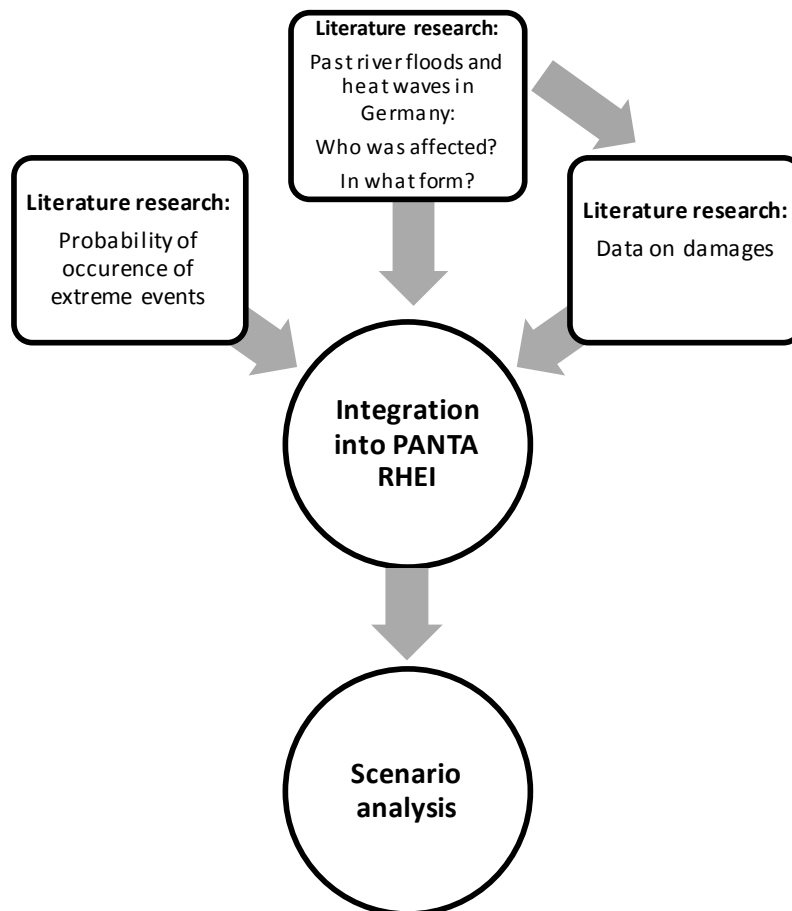 Literature research:
Past river floods and
heat waves in
Germany:
Who was affected?
In what form?
Literature research:
Probability of
occurence of
extreme events
Literature research:
Data on damages
Integration
into PANTA
RHEI
Scenario
analysis